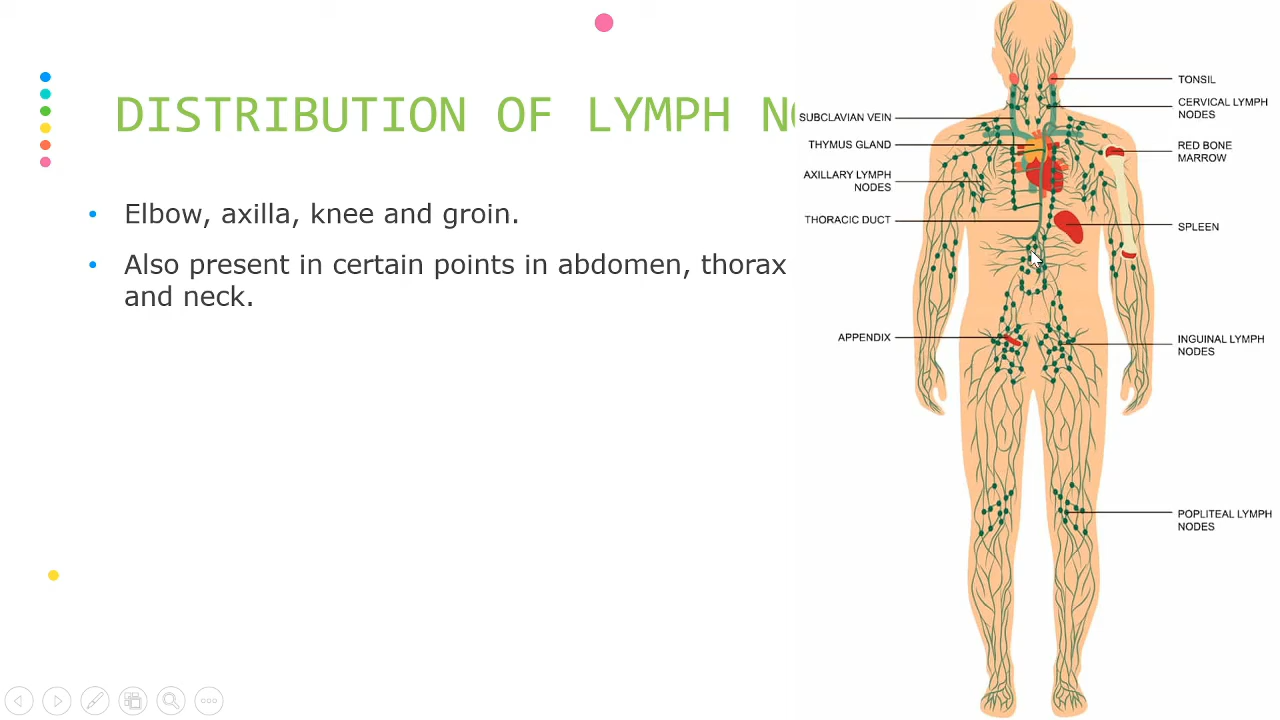 DISTRIBUTION OF LYMPH
Elbow, axilla, knee and groin.
Also present in certain points in abdomen, thorax
and neck.
SUBCLAVIAN VEIN
THYMUS GLAND
AXILLARY LYMPH
NODES
THORACIC DUCT
APPENDIX
TONSIL
CERVICAL LYMPH
NODES
RED BONE
MARROW
SPLEEN
INGUINAL LYMPH
NODES
POPLITEAL LYMPH
NODES